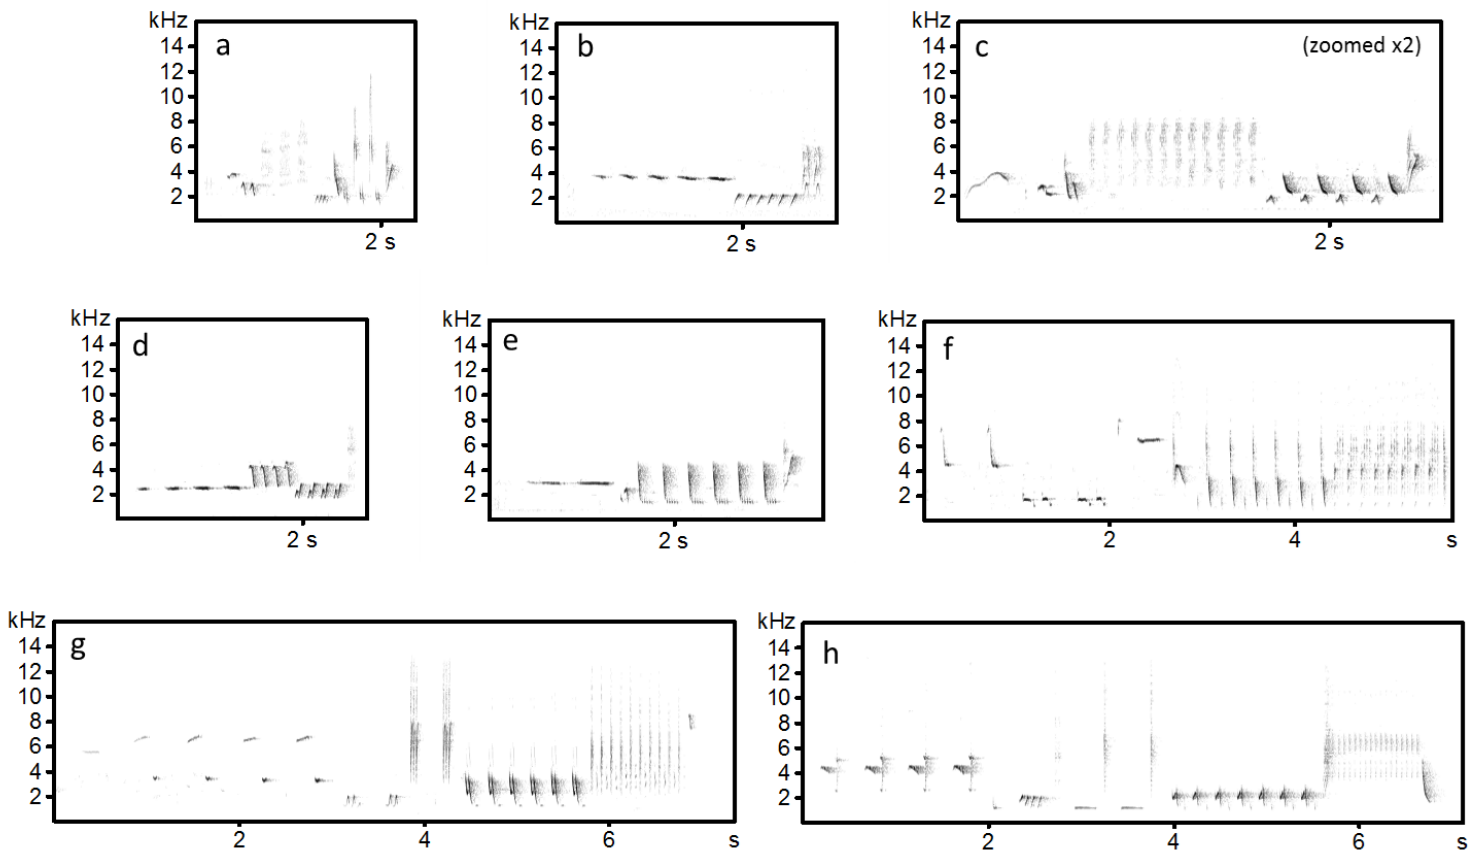 kHz kHz kHz
a b c (zoomed x2)
14 14 14
12 12 12
10 10 10
8 8 8
6 6 6
4 4 4
2 2 2
2 s 2 s 2 s
kHz kHz kHz
d e f
14 14 14
12 12 12
10 10 10
8 8 8
6 6 6
4 4 4
2 2 2
2 s 2 s 2 4 s
kHz kHz
g h
14 14
12 12
10 10
8 8
6 6
4 4
2 2
2 4 6 s 2 4 6 s